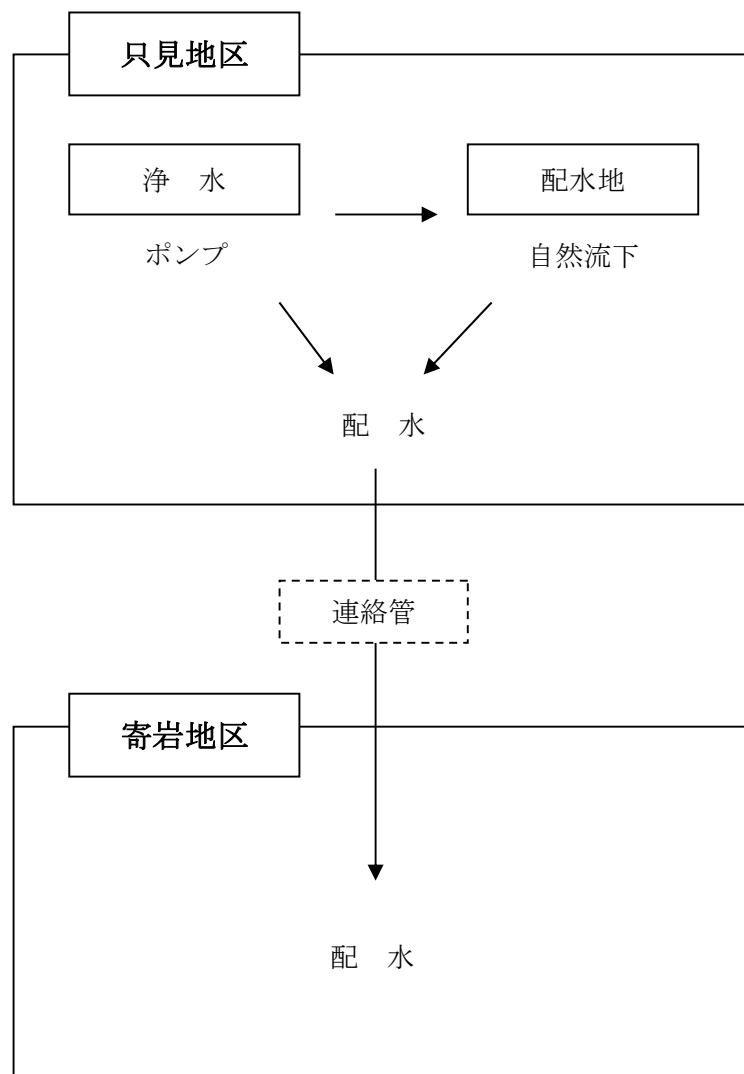 只見地区
浄　水
配水地
ポンプ
自然流下
配　水
連絡管
寄岩地区
配　水